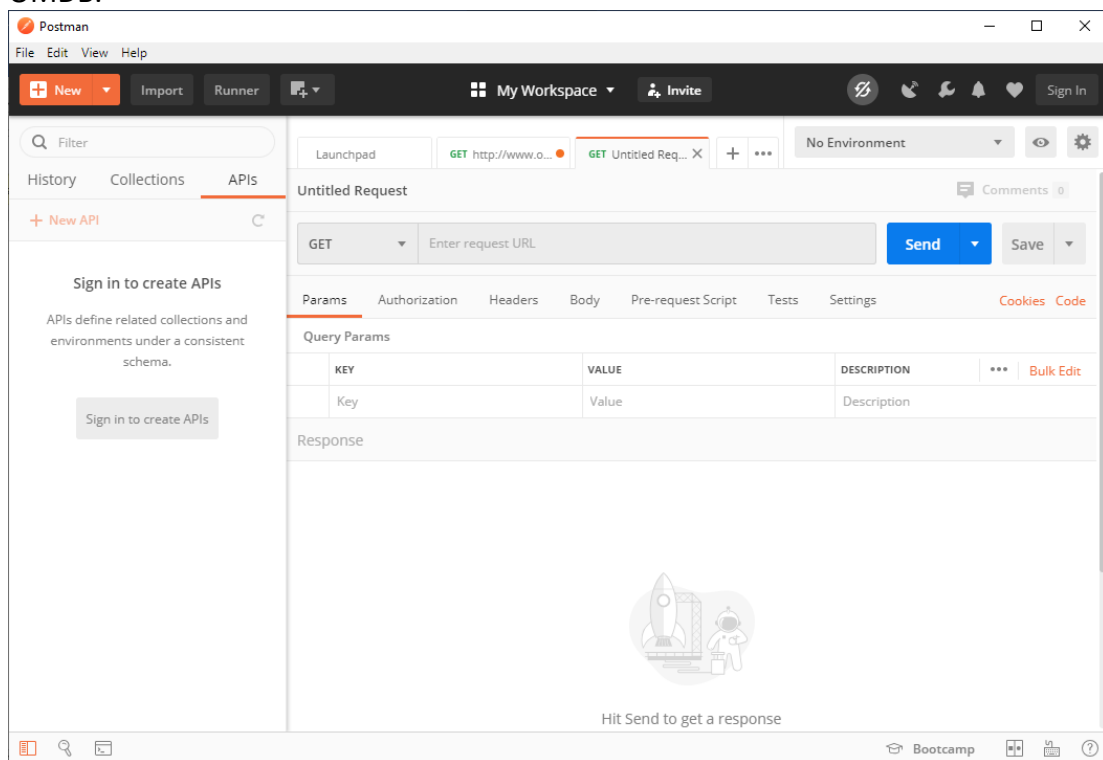 OMDB.
Postman
File Edit View Help
New Import Runner My Workspace Invite Sign In
Filter
History Collections APIs
+ New API
Sign in to create APIs
APIs define related collections and
environments under a consistent
schema.
Sign in to create APIs
Launchpad GET http://www.o... GET Untitled Req... No Environment
Untitled Request Comments 0
GET Enter request URL Send Save
Params Authorization Headers Body Pre-request Script Tests Settings Cookies Code
Query Params
KEY VALUE DESCRIPTION ••• Bulk Edit
Key Value Description
Response
Hit Send to get a response
Bootcamp